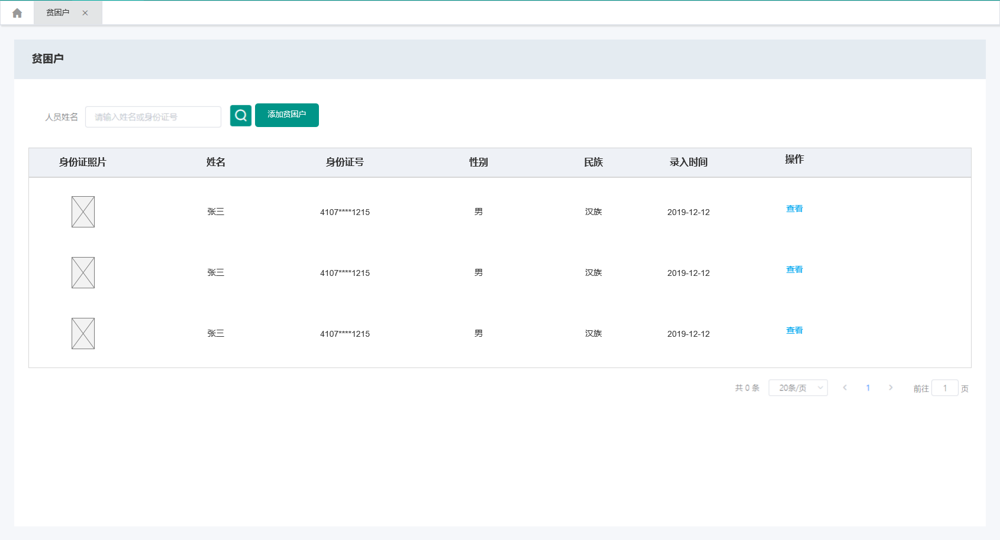 贫困户
贫困户
人员姓名 请输入姓名或身份证号 添加贫困户
身份证照片 姓名 身份证号 性别 民族 录入时间 操作
张三 4107****1215 男 汉族 2019-12-12 查看
张三 4107****1215 男 汉族 2019-12-12 查看
张三 4107****1215 男 汉族 2019-12-12 查看
共 0 条 20条/页 1 前往 1 页